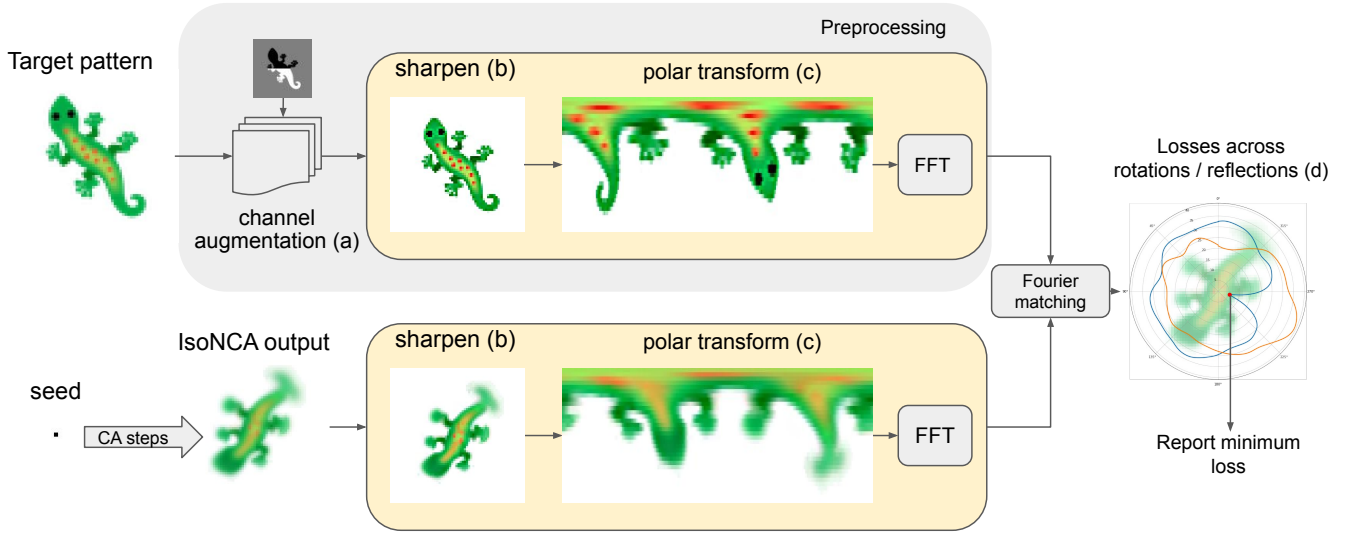 Preprocessing
Target pattern
sharpen (b)
polar transform (c)
FFT
channel
augmentation (a)
Losses across
rotations / reflections (d)
Fourier
matching
IsoNCA output
sharpen (b)
polar transform (c)
seed
CA steps
FFT
Report minimum
loss